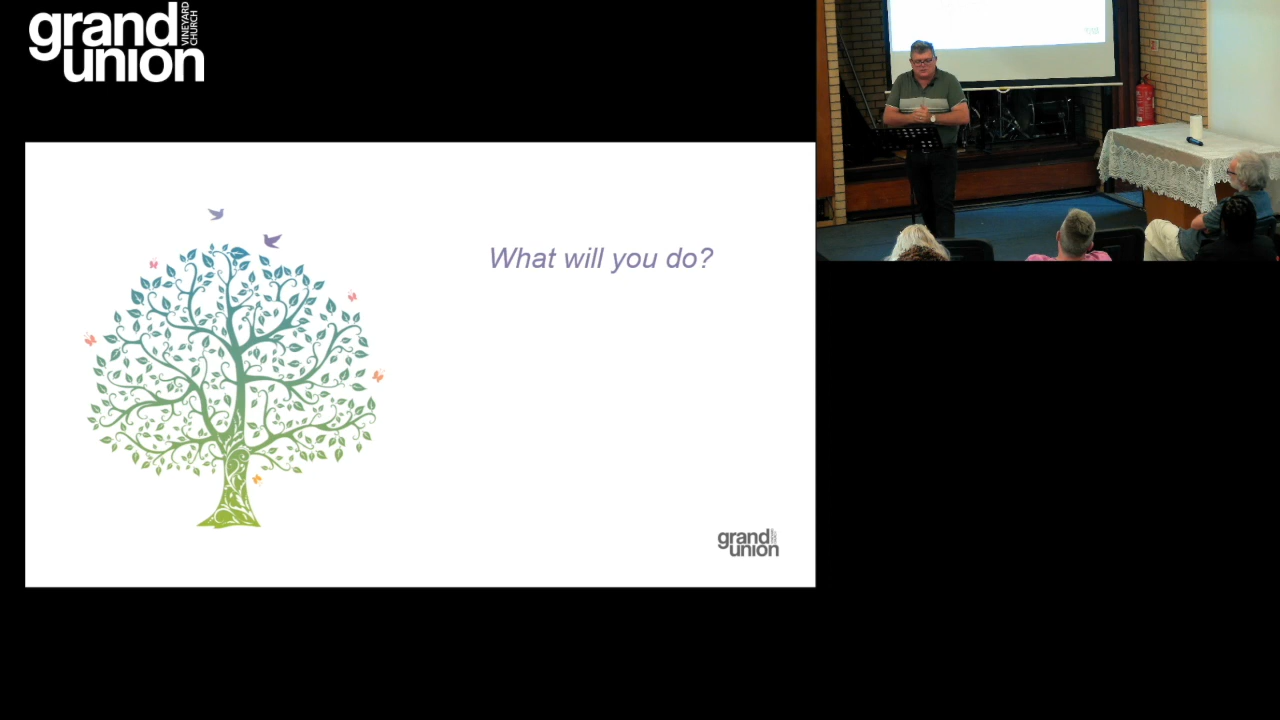 grand
union
VINEYARD
CHURCH
What will you do?
grand
union